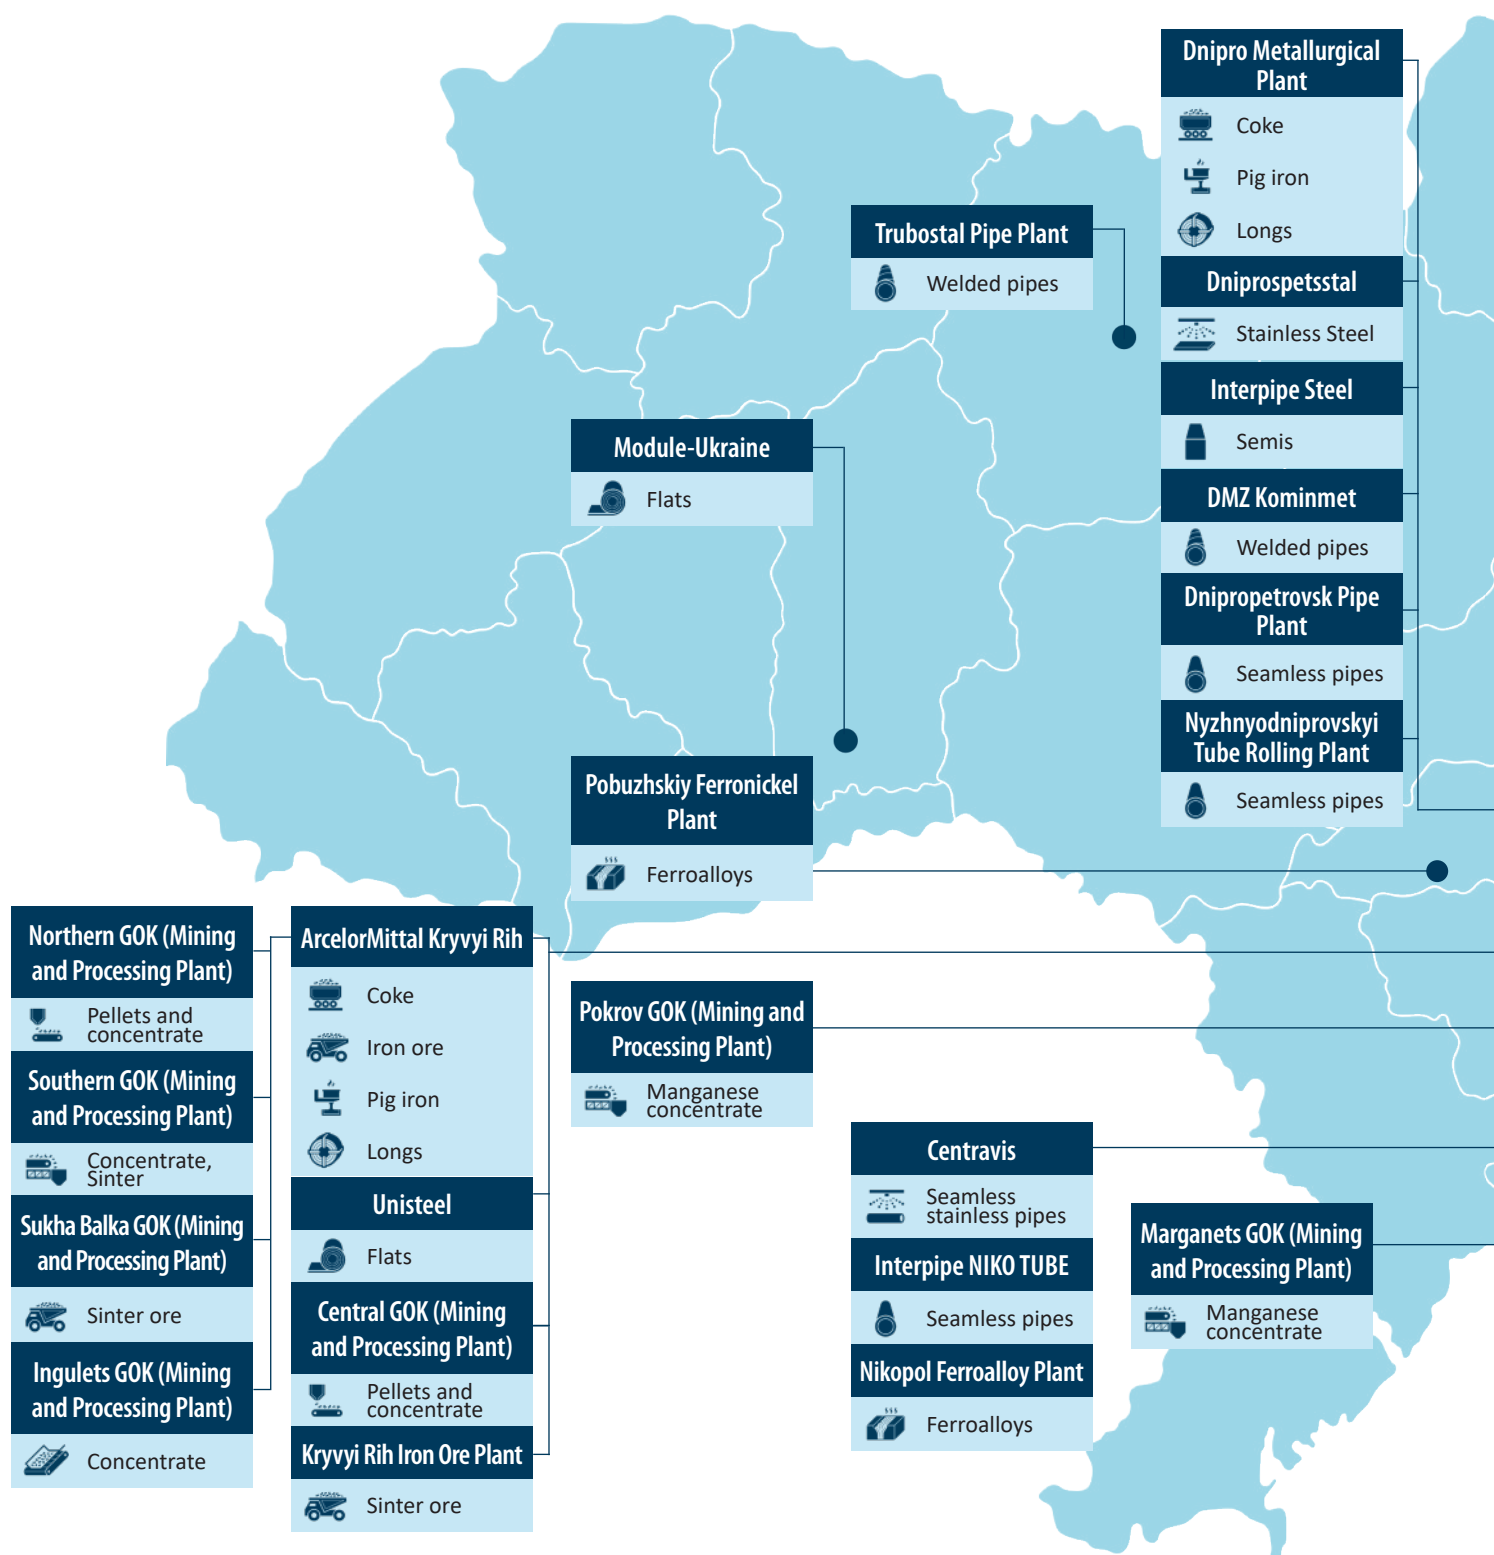 Dnipro Metallurgical
Plant
Coke
Pig iron
Longs
Dniprospetsstal
Stainless Steel
Interpipe Steel
Semis
DMZ Kominmet
Welded pipes
Dnipropetrovsk Pipe
Plant
Seamless pipes
Nyzhnyodniprovskyi
Tube Rolling Plant
Seamless pipes
Trubostal Pipe Plant
Welded pipes
Module-Ukraine
Flats
Pobuzhskiy Ferronickel
Plant
Ferroalloys
Northern GOK (Mining
and Processing Plant)
Pellets and
concentrate
Southern GOK (Mining
and Processing Plant)
Concentrate,
Sinter
Sukha Balka GOK (Mining
and Processing Plant)
Sinter ore
Ingulets GOK (Mining
and Processing Plant)
Concentrate
ArcelorMittal Kryvyi Rih
Coke
Iron ore
Pig iron
Longs
Unisteel
Flats
Central GOK (Mining
and Processing Plant)
Pellets and
concentrate
Kryvyi Rih Iron Ore Plant
Sinter ore
Pokrov GOK (Mining and
Processing Plant)
Manganese
concentrate
Centravis
Seamless
stainless pipes
Interpipe NIKO TUBE
Seamless pipes
Nikopol Ferroalloy Plant
Ferroalloys
Marganets GOK (Mining
and Processing Plant)
Manganese
concentrate